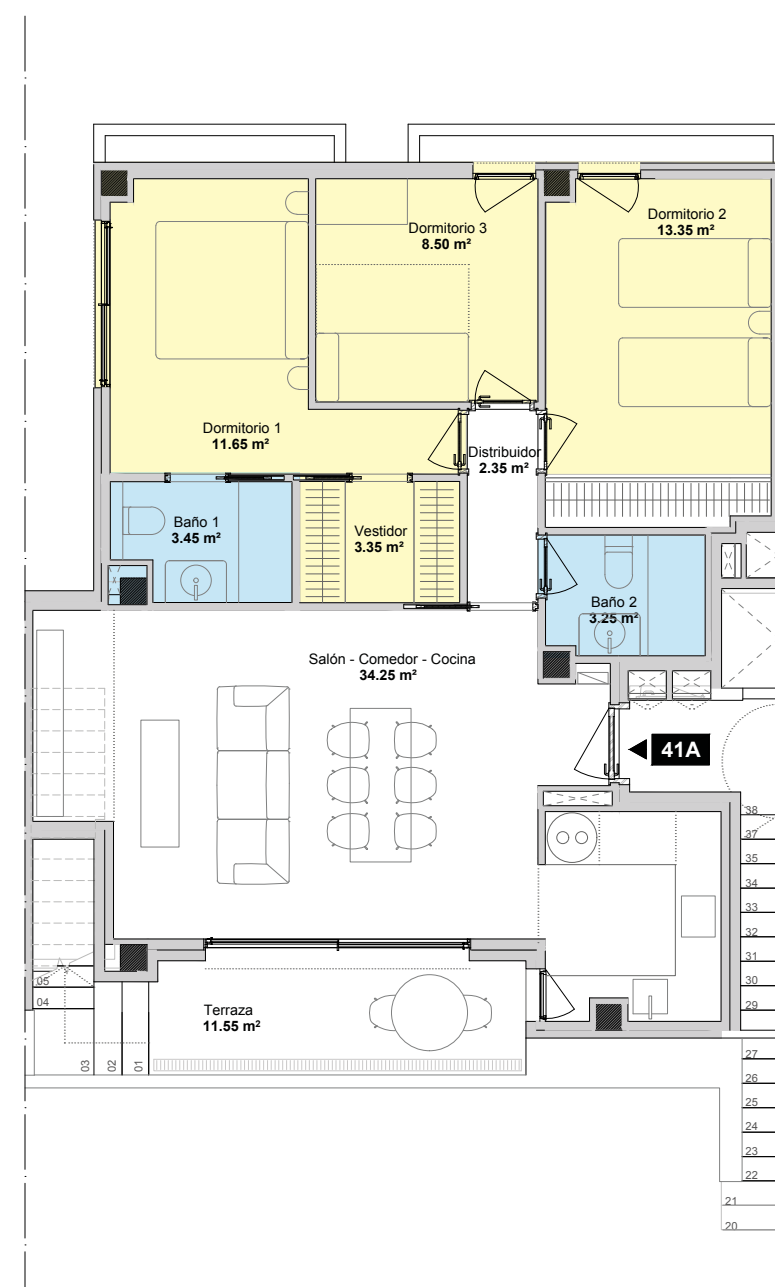 Dormitorio 3
8.50 m²
Dormitorio 2
13.35 m²
Dormitorio 1
11.65 m²
Distribuidor
2.35 m²
Baño 1
3.45 m²
Vestidor
3.35 m²
Baño 2
3.25 m²
Salón - Comedor - Cocina
34.25 m²
41A
38
37
35
34
33
32
31
30
29
05
04
Terraza
11.55 m²
03
02
01
27
26
25
24
23
22
21
20